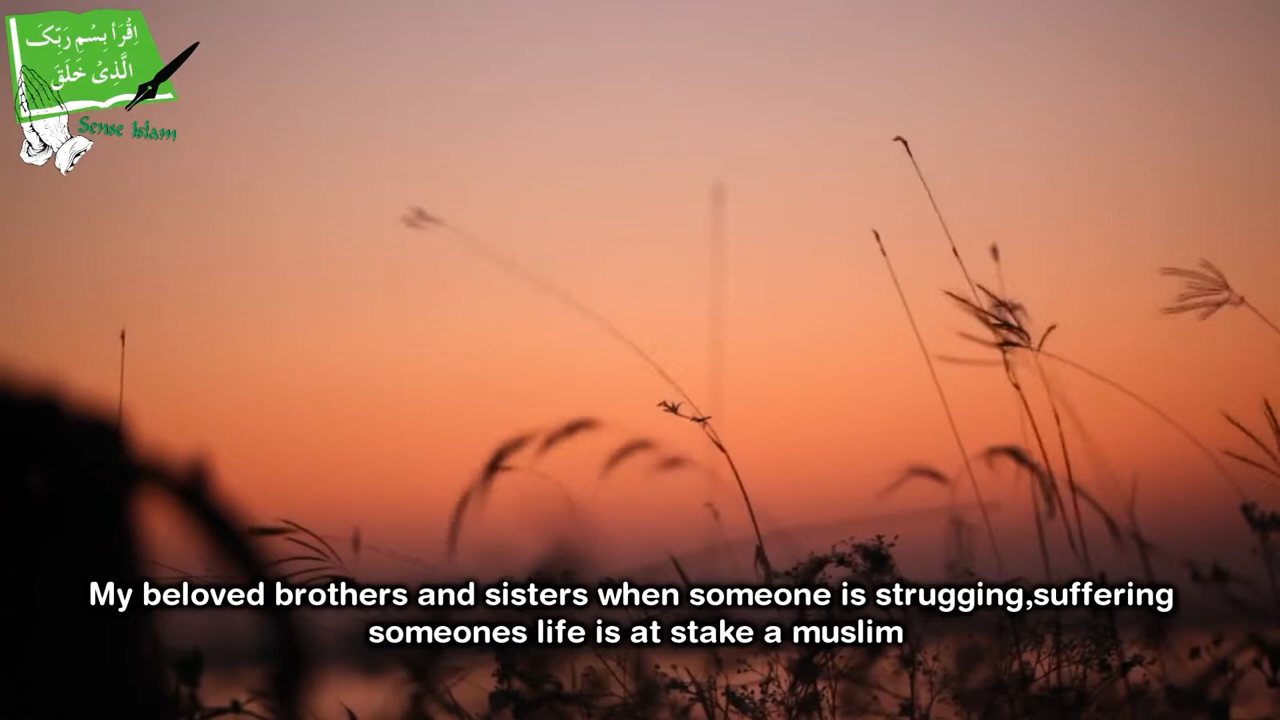 اِقْرَأْ بِسْمِ رَبِّكَ
الَّذِىْ خَلَقَ
Sense Islam
My beloved brothers and sisters when someone is strugging,suffering
someones life is at stake a muslim